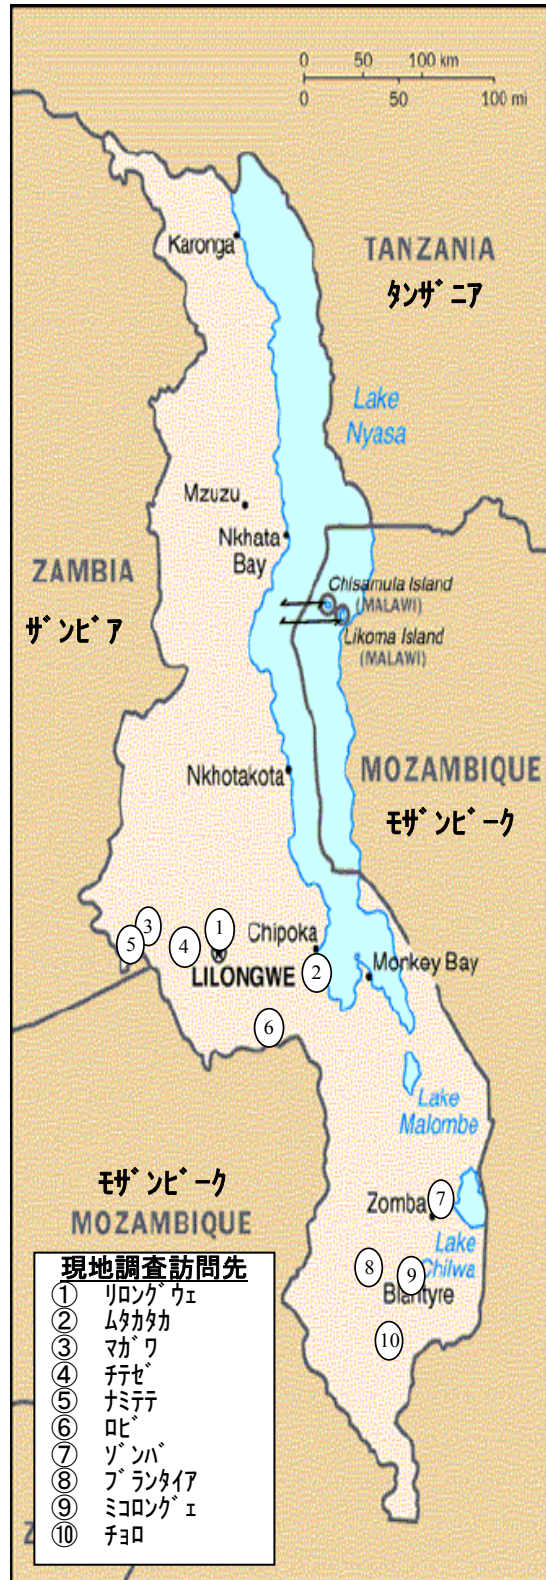 0 50 100 km
0 50 100 mi
Karonga
TANZANIA
タンザニア
Lake
Nyasa
Mzuzu
Nkhata
Bay
ZAMBIA
ザンビア
Chisamula Island
(MALAWI)
Likoma Island
(MALAWI)
Nkhotakota
MOZAMBIQUE
モザンビーク
③
⑤
④
①
Chipoka
LILONGWE
②
Monkey Bay
⑥
Lake
Malombe
モザンビーク
MOZAMBIQUE
Zomba
⑦
Lake
Chilwa
⑧
⑨
Blantyre
⑩
現地調査訪問先
① リロングウェ
② ムタカタカ
③ マガワ
④ チテゼ
⑤ ナミテテ
⑥ ロビ
⑦ ゾンバ
⑧ ブランタイア
⑨ ミコロングェ
⑩ チョロ